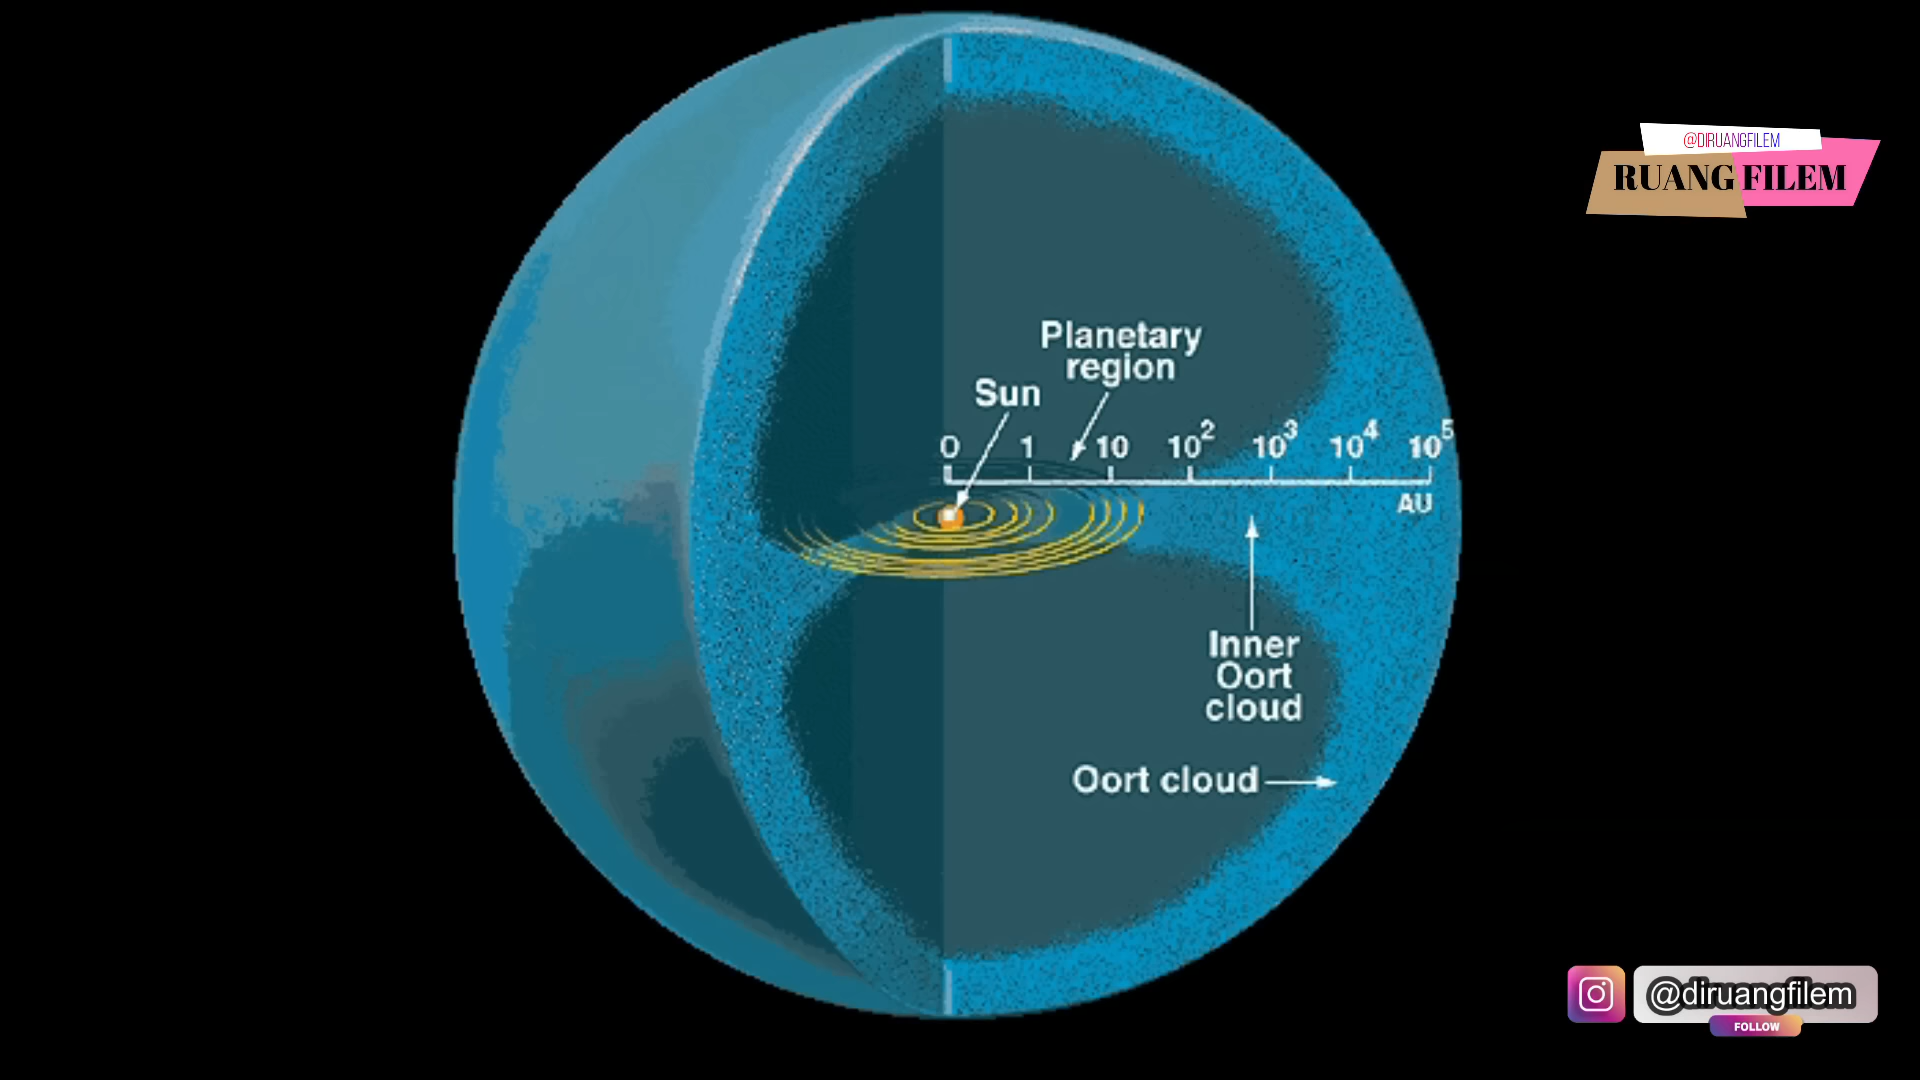 @DIRUANGFILEM
RUANG FILEM
Planetary
region
Sun
0 1 10 10² 10³ 10⁴ 10⁵
AU
Inner
Oort
cloud
Oort cloud
@diruangfilem
FOLLOW